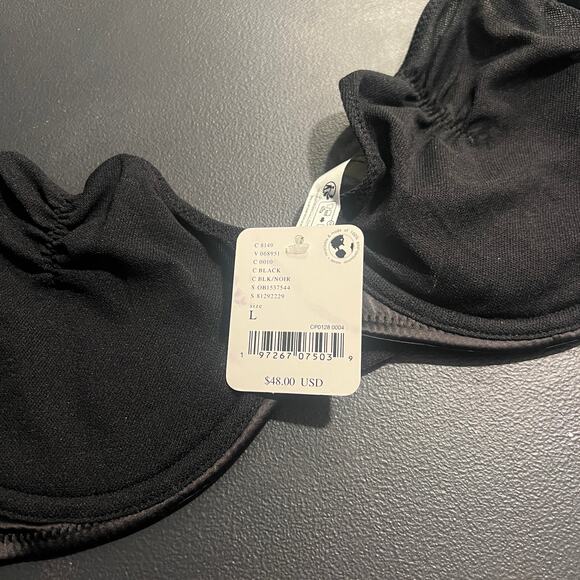 C 8149
V 068951
C 0010
C BLACK
C BLK/NOIR
S OB1537544
S 81292229
size
L
CP0128 0004
1 97267 07503 9
$48.00 USD